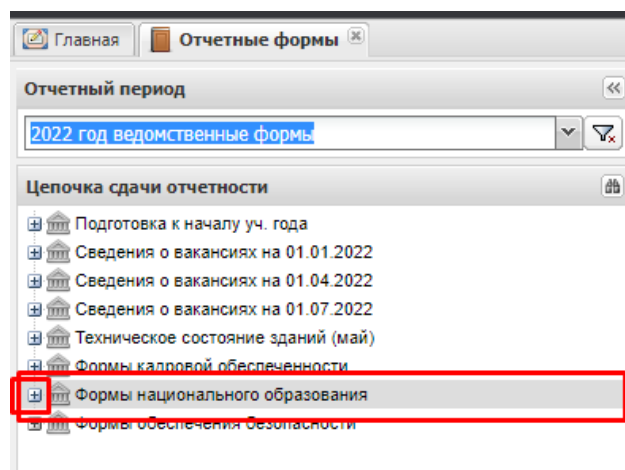 Главная Отчетные формы
Отчетный период
2022 год ведомственные формы
Цепочка сдачи отчетности
Подготовка к началу уч. года
Сведения о вакансиях на 01.01.2022
Сведения о вакансиях на 01.04.2022
Сведения о вакансиях на 01.07.2022
Техническое состояние зданий (май)
Формы кадровой обеспеченности
Формы национального образования
Формы обеспечения безопасности